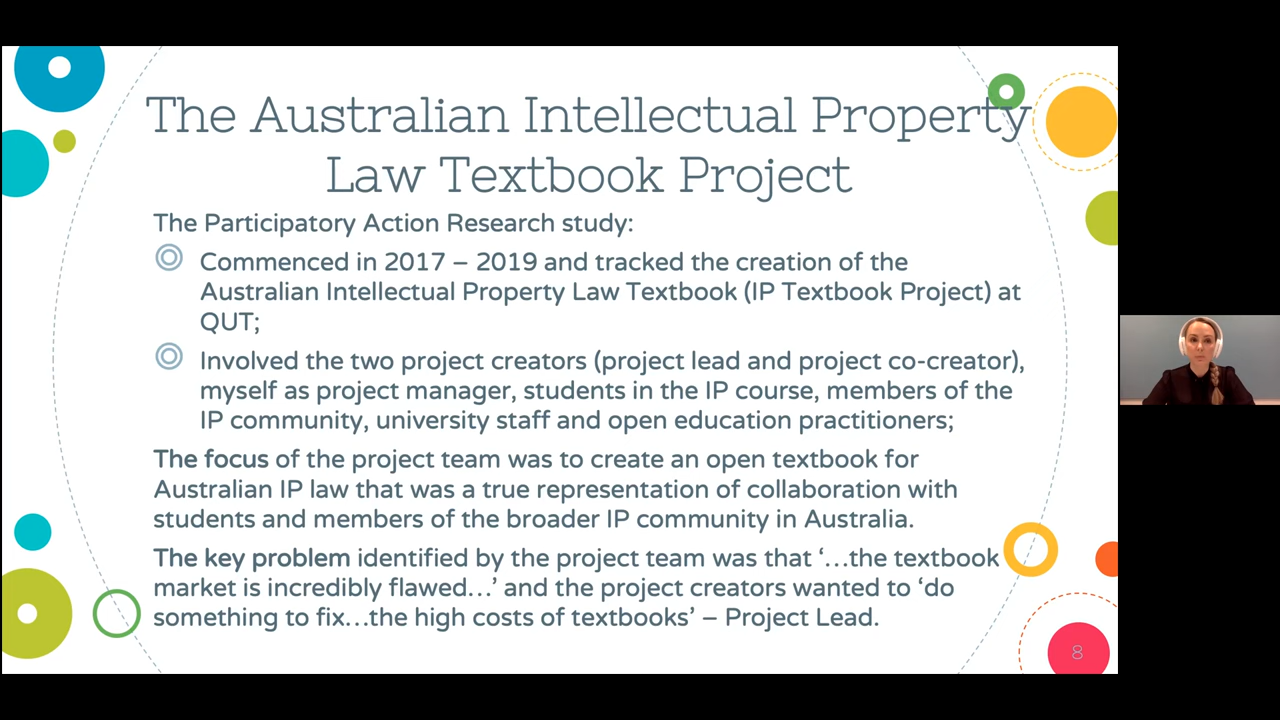 The Australian Intellectual Property
Law Textbook Project
The Participatory Action Research study:
Commenced in 2017 – 2019 and tracked the creation of the
Australian Intellectual Property Law Textbook (IP Textbook Project) at
QUT;
Involved the two project creators (project lead and project co-creator),
myself as project manager, students in the IP course, members of the
IP community, university staff and open education practitioners;
The focus of the project team was to create an open textbook for
Australian IP law that was a true representation of collaboration with
students and members of the broader IP community in Australia.
The key problem identified by the project team was that ‘…the textbook
market is incredibly flawed…’ and the project creators wanted to ‘do
something to fix…the high costs of textbooks’ – Project Lead.
8